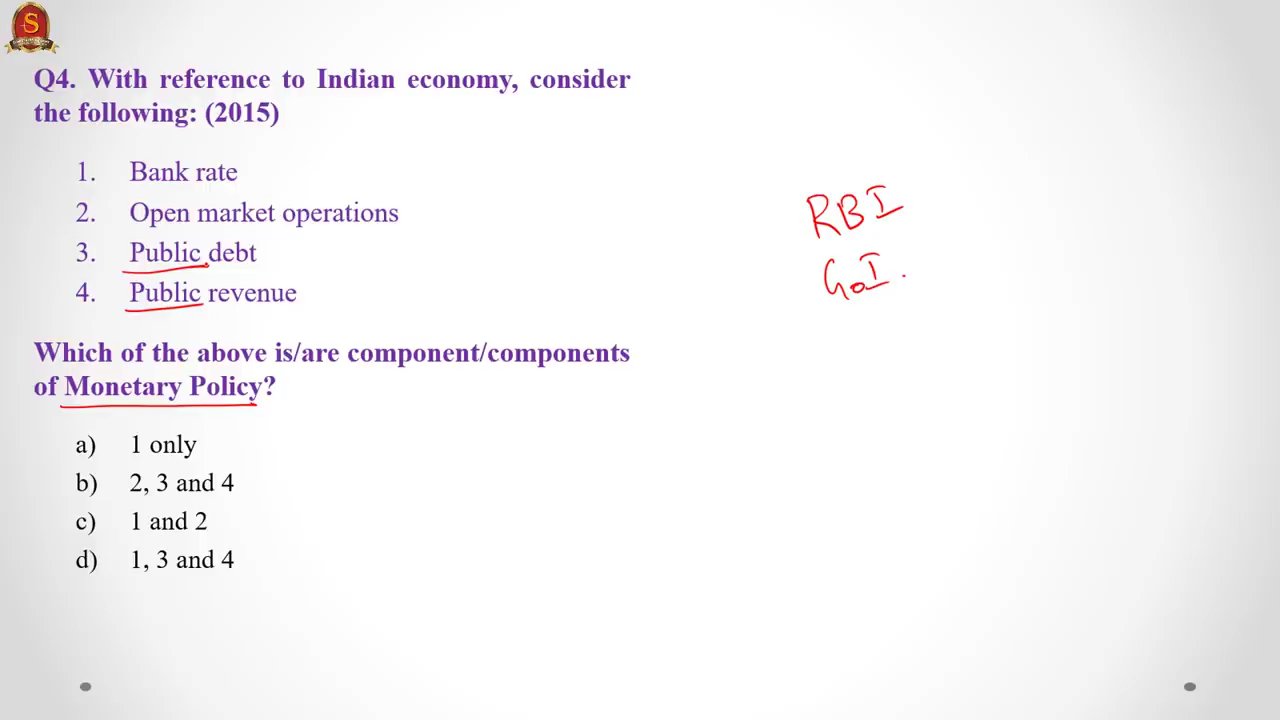 S
Q4. With reference to Indian economy, consider
the following: (2015)
1. Bank rate
2. Open market operations
3. Public debt
4. Public revenue
RBI
GoI.
Which of the above is/are component/components
of Monetary Policy?
a) 1 only
b) 2, 3 and 4
c) 1 and 2
d) 1, 3 and 4